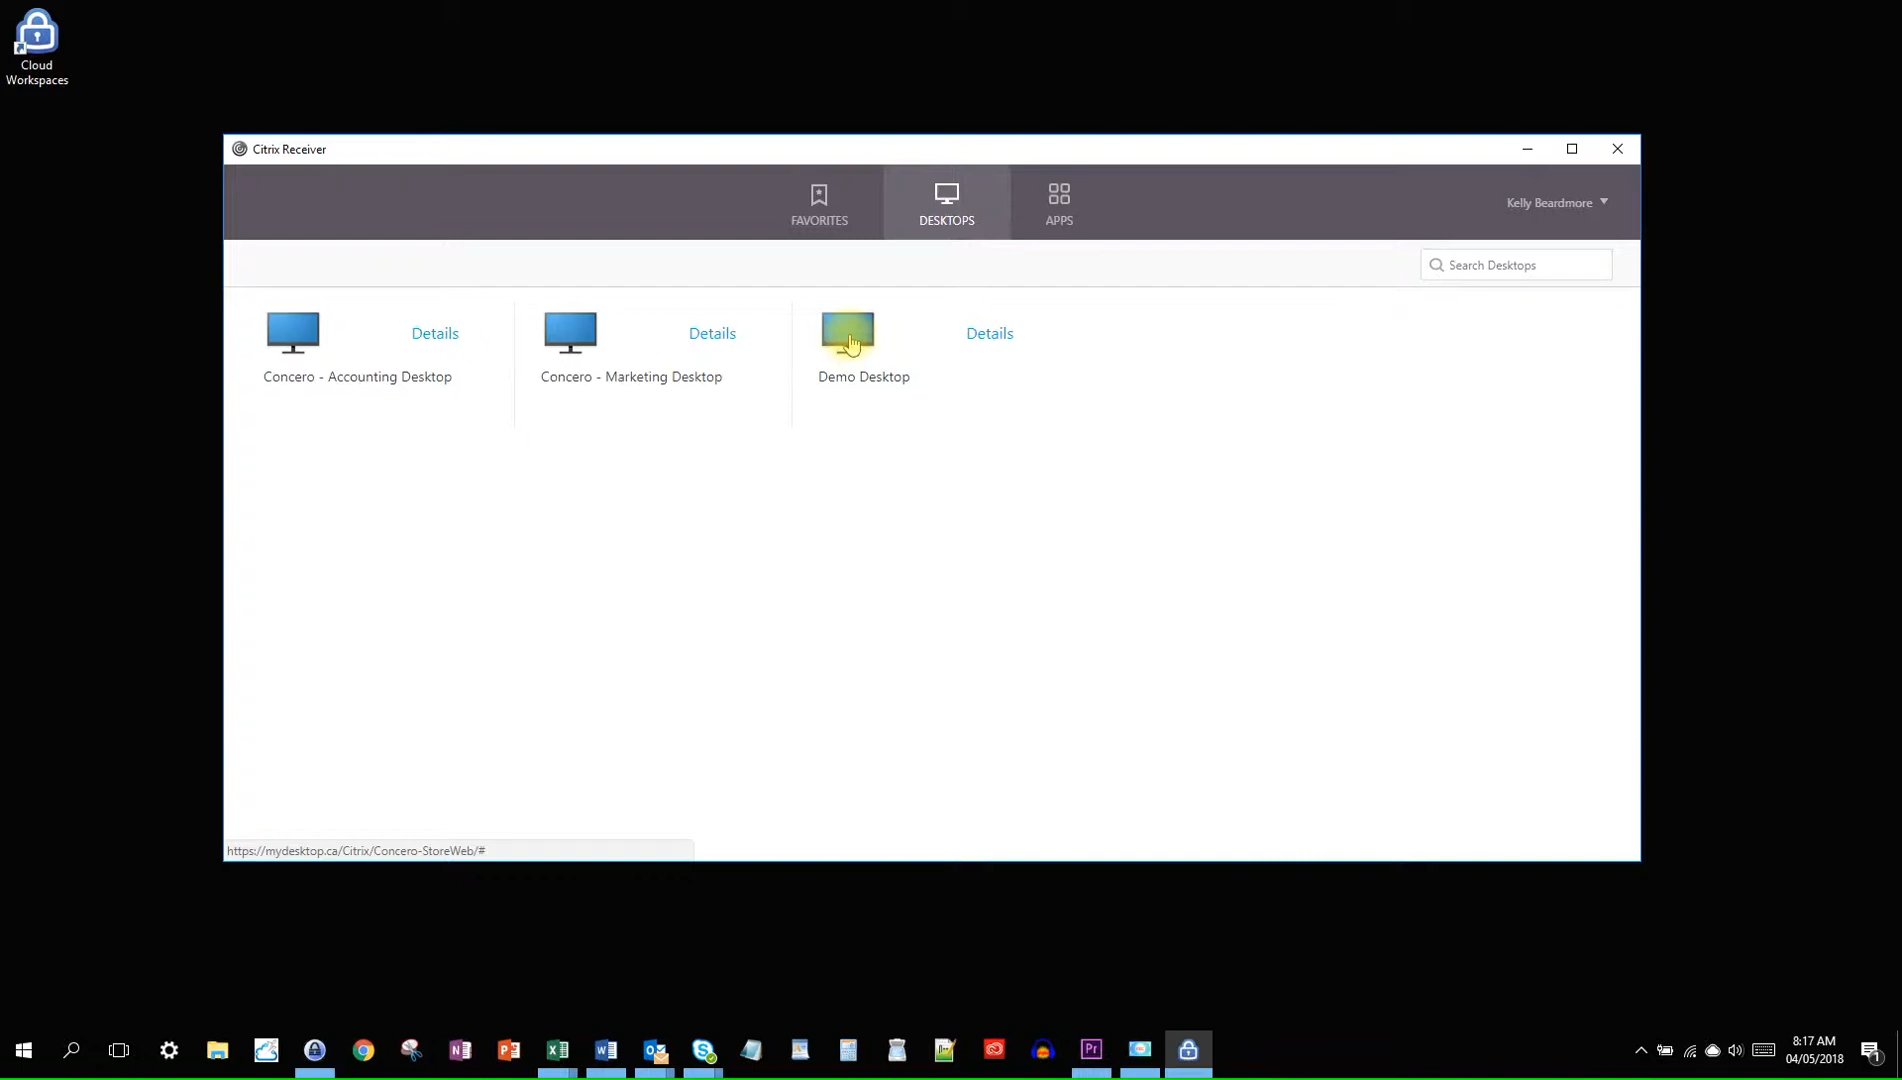 Cloud
Workspaces
Citrix Receiver
FAVORITES
DESKTOPS
APPS
Kelly Beardmore
Search Desktops
Details
Details
Details
Concero - Accounting Desktop
Concero - Marketing Desktop
Demo Desktop
https://mydesktop.ca/Citrix/Concero-StoreWeb/#
8:17 AM
04/05/2018
1